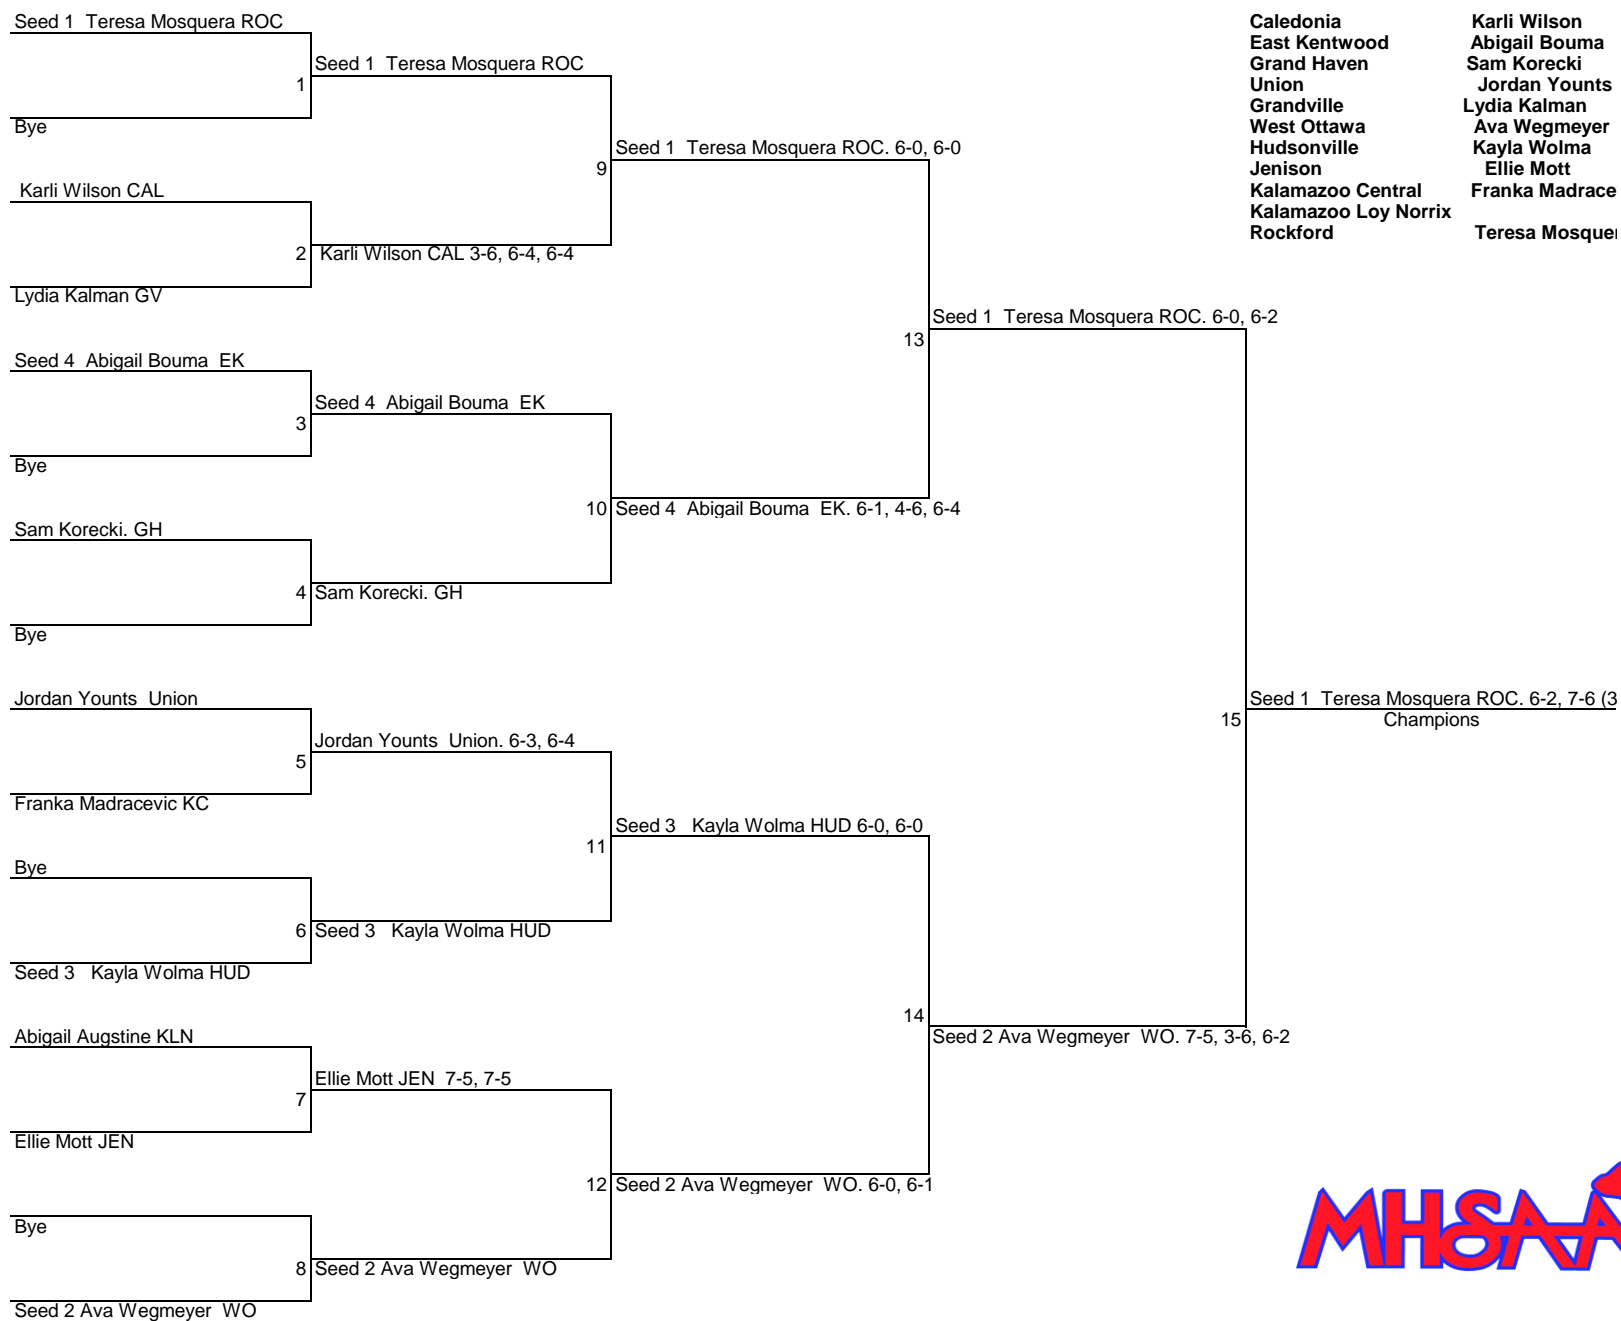 Seed 1 Teresa Mosquera ROC
Seed 1 Teresa Mosquera ROC
1
Bye
Seed 1 Teresa Mosquera ROC. 6-0, 6-0
9
Karli Wilson CAL
2 Karli Wilson CAL 3-6, 6-4, 6-4
Lydia Kalman GV
Seed 1 Teresa Mosquera ROC. 6-0, 6-2
13
Seed 4 Abigail Bouma EK
Seed 4 Abigail Bouma EK
3
Bye
10 Seed 4 Abigail Bouma EK. 6-1, 4-6, 6-4
Sam Korecki. GH
4 Sam Korecki. GH
Bye
Jordan Younts Union
Seed 1 Teresa Mosquera ROC. 6-2, 7-6 (3
15 Champions
Jordan Younts Union. 6-3, 6-4
5
Franka Madracevic KC
Seed 3 Kayla Wolma HUD 6-0, 6-0
11
Bye
6 Seed 3 Kayla Wolma HUD
Seed 3 Kayla Wolma HUD
14
Seed 2 Ava Wegmeyer WO. 7-5, 3-6, 6-2
Abigail Augstine KLN
Ellie Mott JEN 7-5, 7-5
7
Ellie Mott JEN
12 Seed 2 Ava Wegmeyer WO. 6-0, 6-1
Bye
8 Seed 2 Ava Wegmeyer WO
Seed 2 Ava Wegmeyer WO
Caledonia Karli Wilson
East Kentwood Abigail Bouma
Grand Haven Sam Korecki
Union Jordan Younts
Grandville Lydia Kalman
West Ottawa Ava Wegmeyer
Hudsonville Kayla Wolma
Jenison Ellie Mott
Kalamazoo Central Franka Madrace
Kalamazoo Loy Norrix
Rockford Teresa Mosque
MHSAA